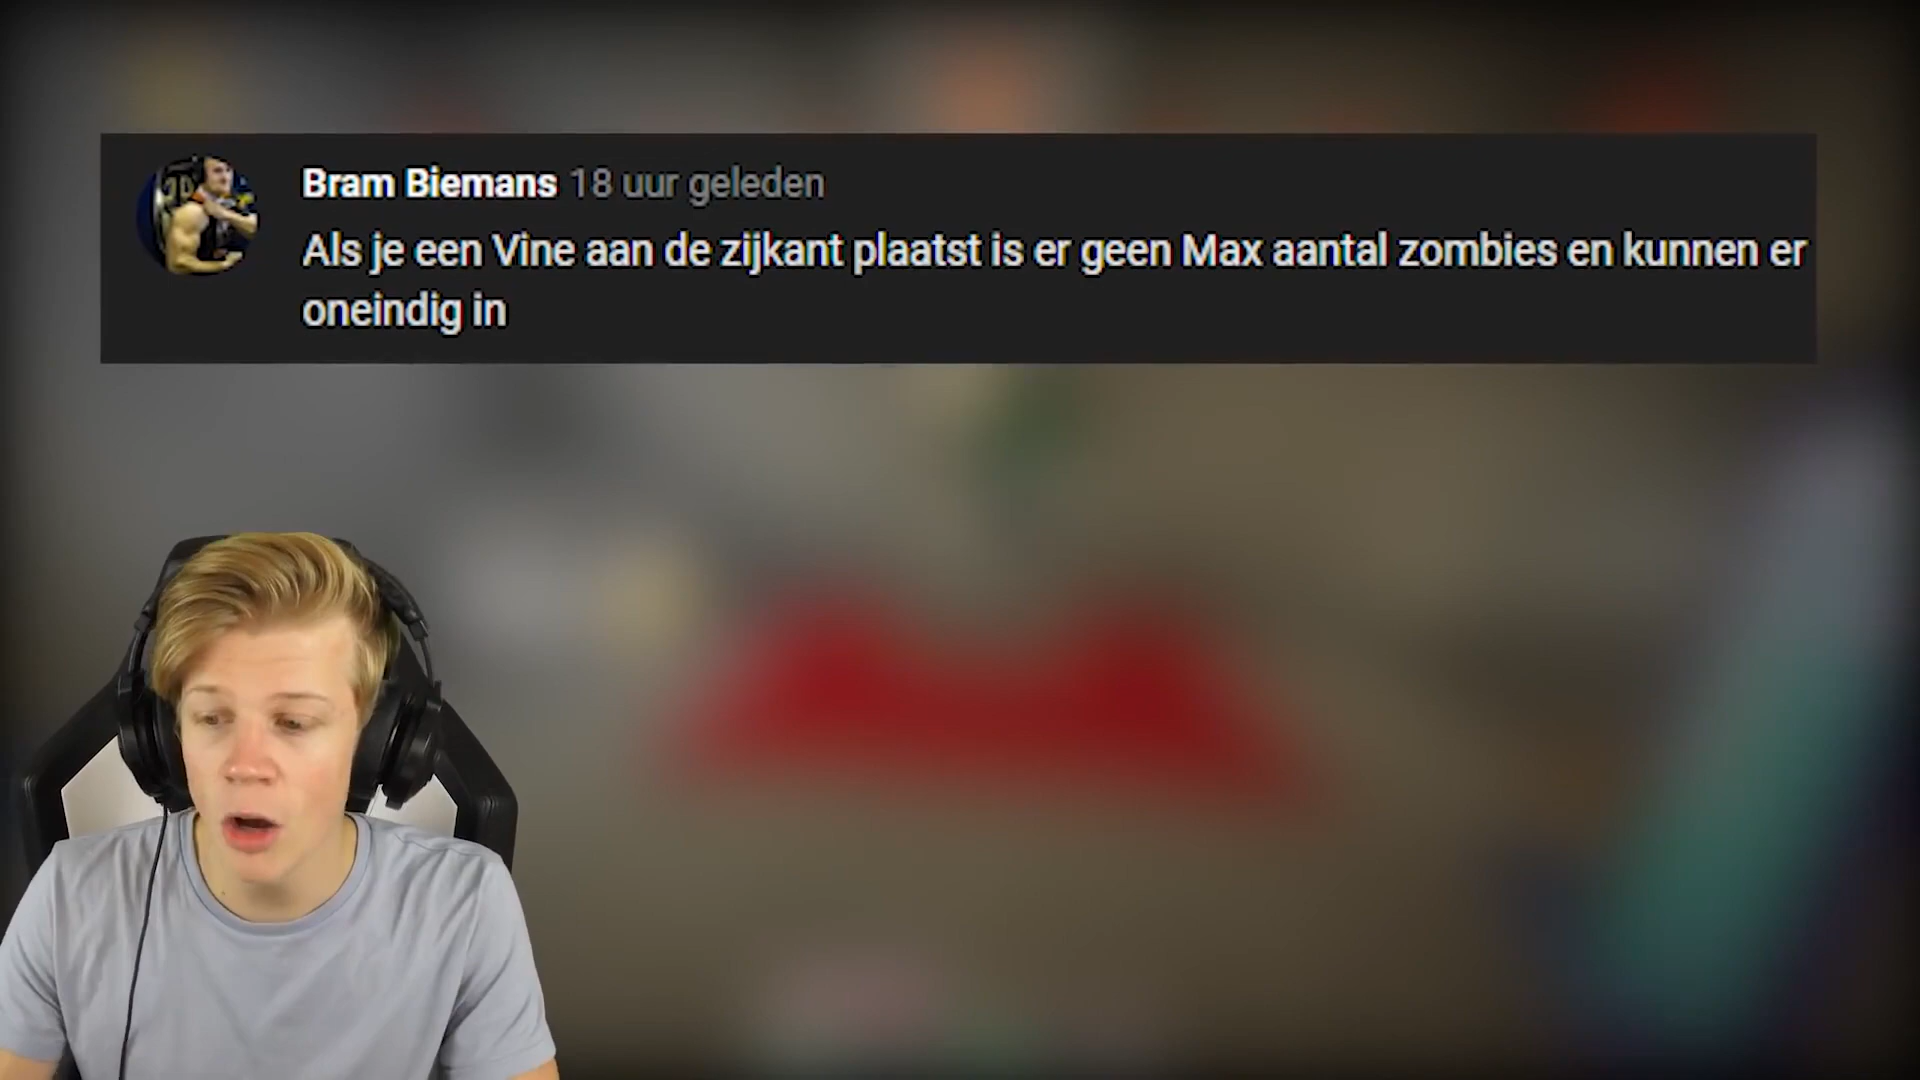 Bram Biemans 18 uur geleden
Als je een Vine aan de zijkant plaatst is er geen Max aantal zombies en kunnen er
oneindig in